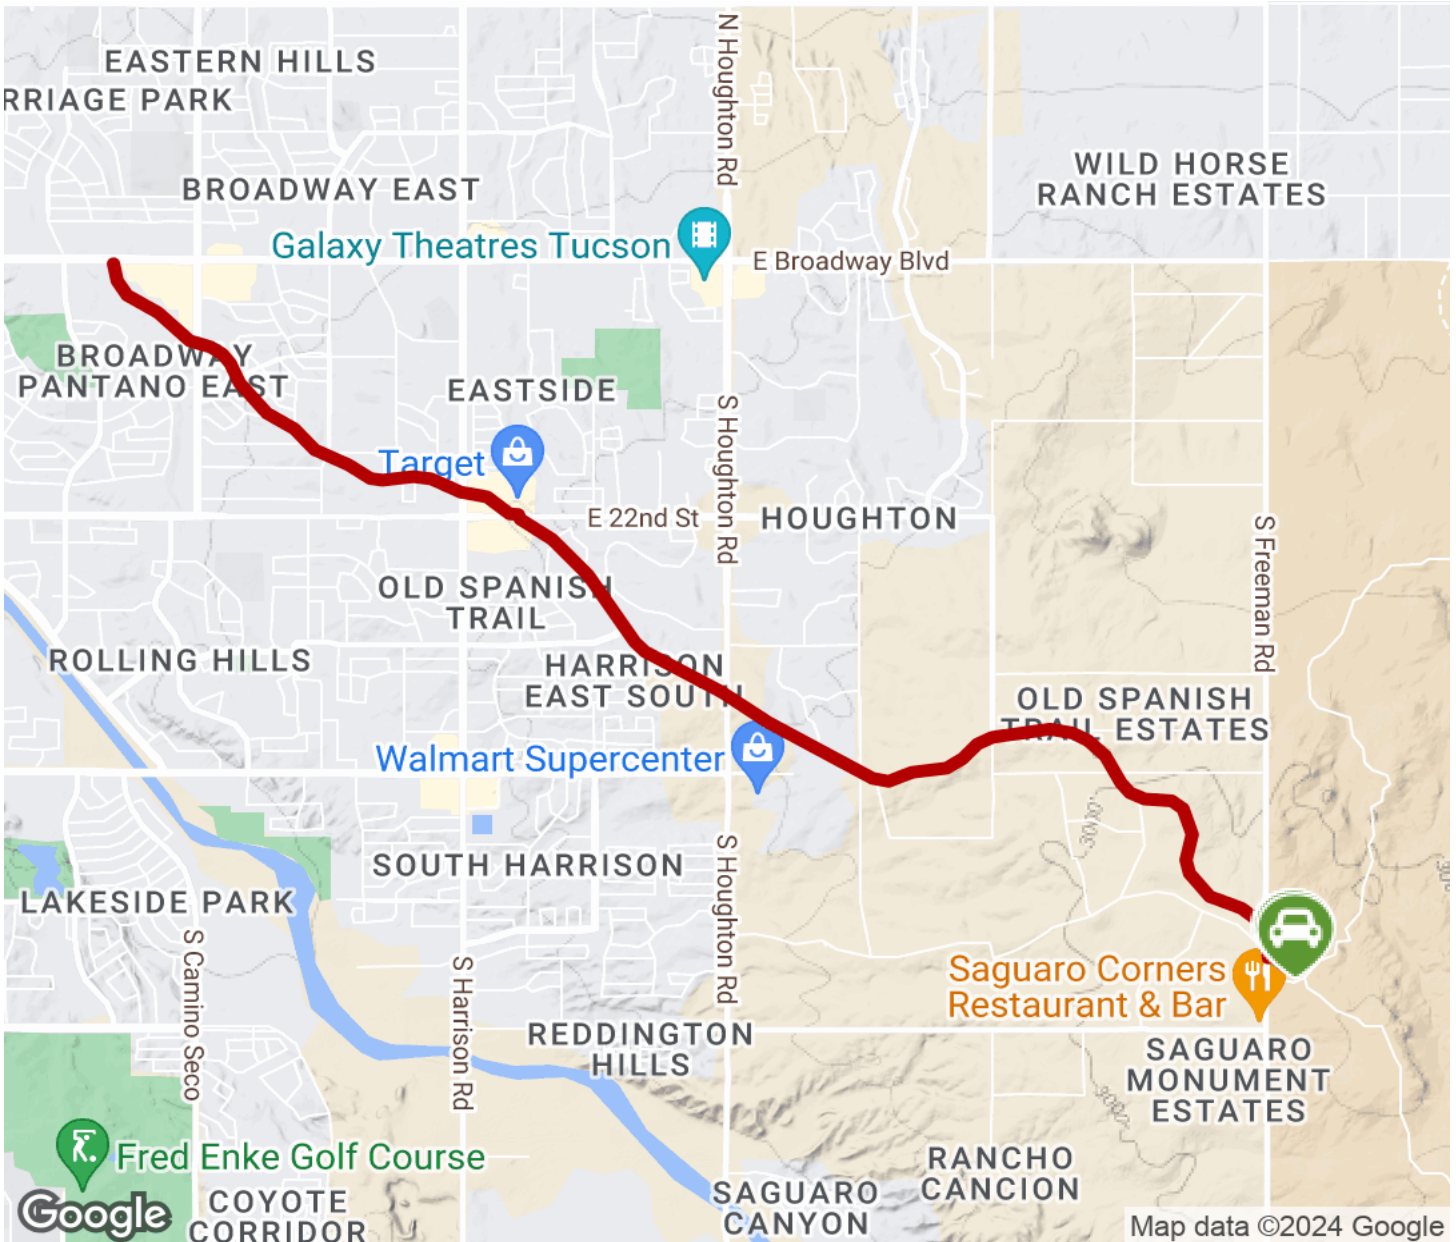 EASTERN HILLS
RRIAGE PARK
N Houghton Rd
WILD HORSE
RANCH ESTATES
BROADWAY EAST
Galaxy Theatres Tucson
E Broadway Blvd
BROADWAY
PANTANO EAST
EASTSIDE
S Houghton Rd
Target
E 22nd St
HOUGHTON
S Freeman Rd
OLD SPANISH
TRAIL
ROLLING HILLS
HARRISON
EAST SOUTH
OLD SPANISH
TRAIL ESTATES
Walmart Supercenter
3000'
SOUTH HARRISON
S Houghton Rd
LAKESIDE PARK
S Camino Seco
S Harrison Rd
Saguaro Corners
Restaurant & Bar
REDDINGTON
HILLS
SAGUARO
MONUMENT
ESTATES
3000'
Fred Enke Golf Course
RANCHO
CANCION
COYOTE
CORRIDOR
SAGUARO
CANYON
Google
Map data ©2024 Google